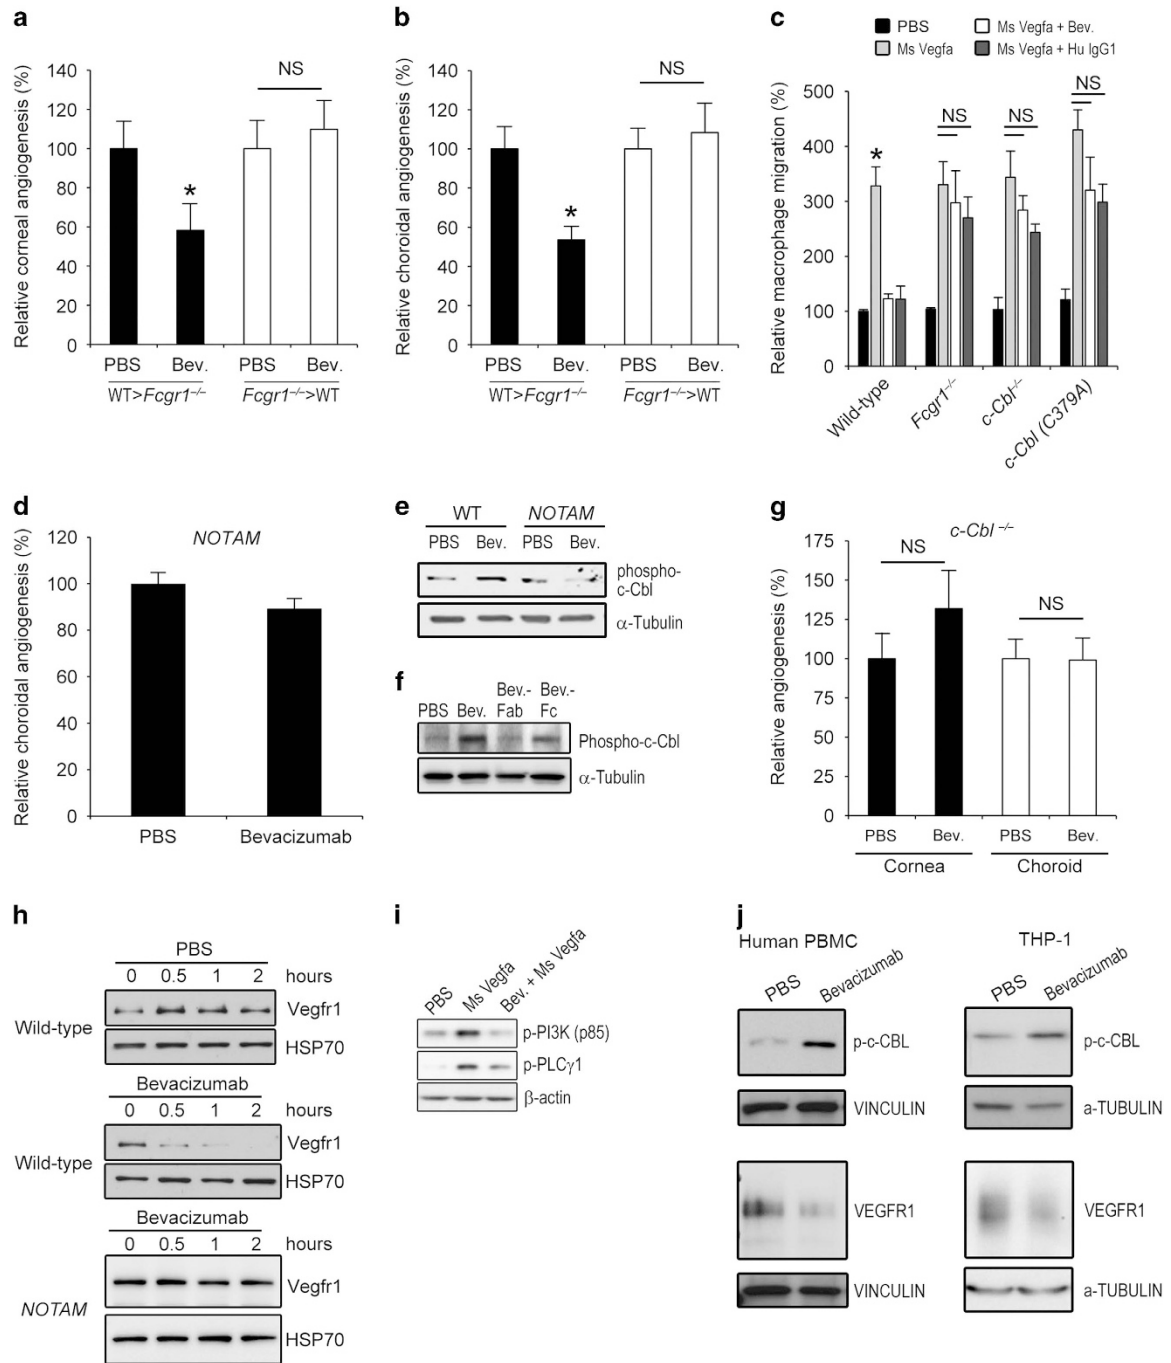 a
Relative corneal angiogenesis (%)
140
120
100
80
60
40
20
0
*
NS
PBS Bev. PBS Bev.
WT>Fcgr1–/– Fcgr1–/–>WT
b
Relative choroidal angiogenesis (%)
140
120
100
80
60
40
20
0
*
NS
PBS Bev. PBS Bev.
WT>Fcgr1–/– Fcgr1–/–>WT
c
PBS Ms Vegfa + Bev.
Ms Vegfa Ms Vegfa + Hu IgG1
Relative macrophage migration (%)
500
400
300
200
100
0
*
NS NS NS
Wild-type Fcgr1–/– c-Cbl–/– c-Cbl (C379A)
d
Relative choroidal angiogenesis (%)
NOTAM
120
100
80
60
40
20
0
PBS Bevacizumab
e
WT NOTAM
PBS Bev. PBS Bev.
phospho-
c-Cbl
α-Tubulin
f
Bev.- Bev.-
PBS Bev. Fab Fc
Phospho-c-Cbl
α-Tubulin
g
c-Cbl –/–
Relative angiogenesis (%)
175
150
125
100
75
50
25
0
NS
NS
PBS Bev. PBS Bev.
Cornea Choroid
h
PBS
0 0.5 1 2 hours
Wild-type
Vegfr1
HSP70
Bevacizumab
0 0.5 1 2 hours
Wild-type
Vegfr1
HSP70
Bevacizumab
0 0.5 1 2 hours
Vegfr1
NOTAM
HSP70
i
PBS Ms Vegfa Bev. + Ms Vegfa
p-PI3K (p85)
p-PLCγ1
β-actin
j
Human PBMC THP-1
PBS Bevacizumab PBS Bevacizumab
p-c-CBL p-c-CBL
VINCULIN a-TUBULIN
VEGFR1 VEGFR1
VINCULIN a-TUBULIN